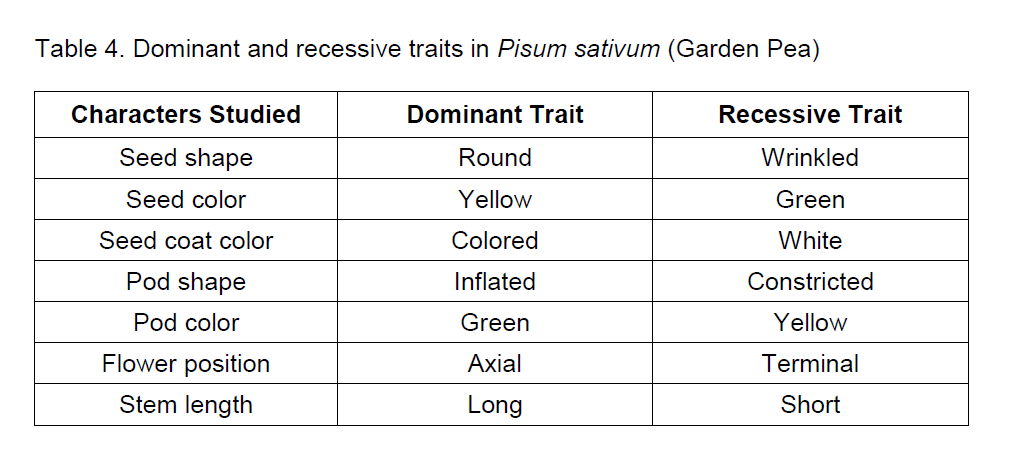 Table 4. Dominant and recessive traits in Pisum sativum (Garden Pea)
Characters Studied Dominant Trait Recessive Trait
Seed shape Round Wrinkled
Seed color Yellow Green
Seed coat color Colored White
Pod shape Inflated Constricted
Pod color Green Yellow
Flower position Axial Terminal
Stem length Long Short